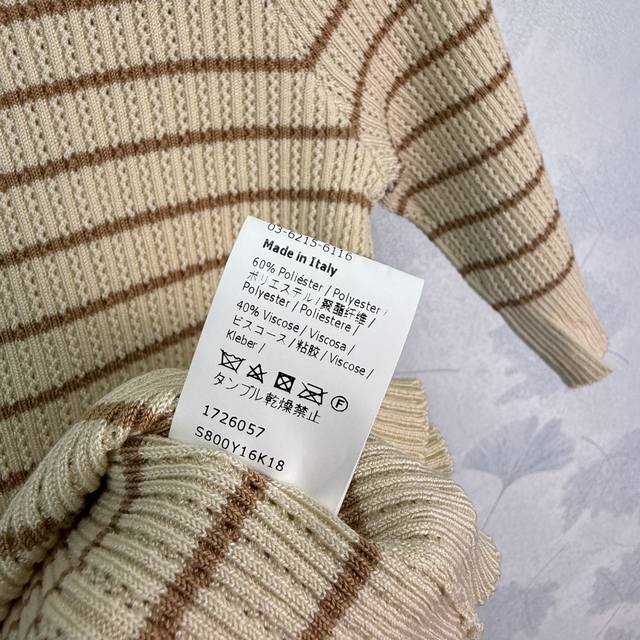 03-6215-6116
Made in Italy
60% Poliéster / Polyester /
ポリエステル / 聚酯纤维 /
Polyester / Poliestere /
40% Viscose / Viscosa /
ビスコース / 粘胶 / Viscose /
Kleber /
F
タンブル乾燥禁止
1726057
S800Y16K18